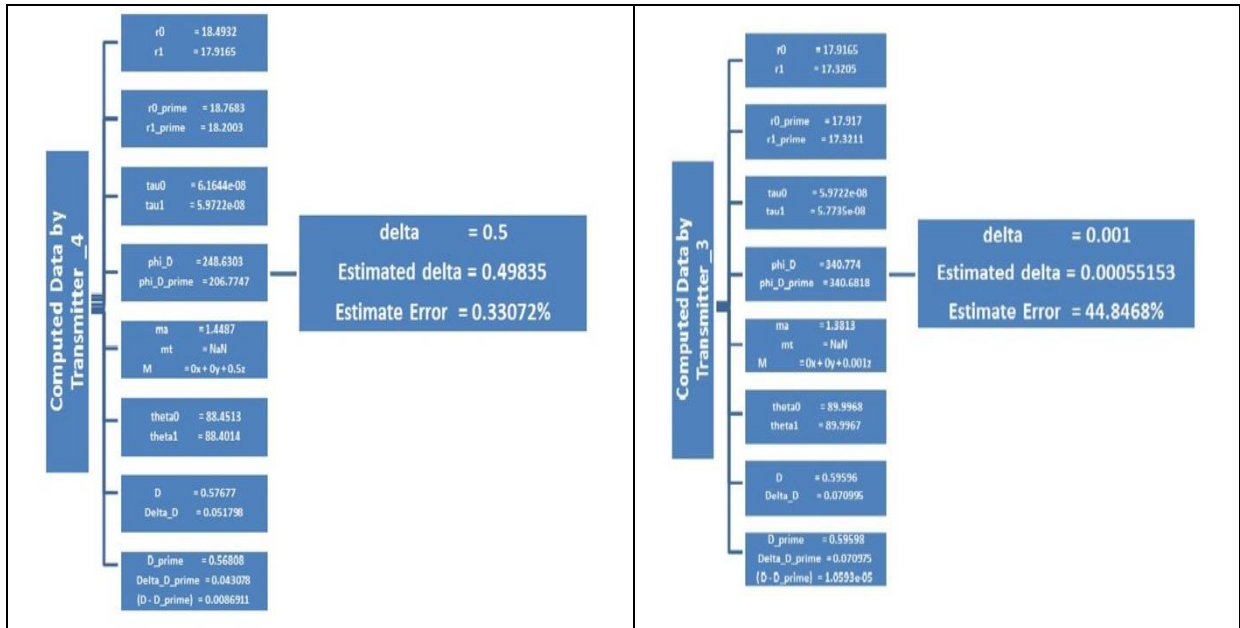 Computed Data by
Transmitter _4
r0 = 18.4932
r1 = 17.9165
r0_prime = 18.7683
r1_prime = 18.2003
tau0 = 6.1644e-08
tau1 = 5.9722e-08
phi_D = 248.6303
phi_D_prime = 206.7747
ma = 1.4487
mt = NaN
M = 0x + 0y + 0.5z
theta0 = 88.4513
theta1 = 88.4014
D = 0.57677
Delta_D = 0.051798
D_prime = 0.56808
Delta_D_prime = 0.043078
(D - D_prime) = 0.0086911
delta = 0.5
Estimated delta = 0.49835
Estimate Error = 0.33072%
Computed Data by
Transmitter_3
r0 = 17.9165
r1 = 17.3205
r0_prime = 17.917
r1_prime = 17.3211
tau0 = 5.9722e-08
tau1 = 5.7735e-08
phi_D = 340.774
phi_D_prime = 340.6818
ma = 1.3813
mt = NaN
M = 0x + 0y + 0.001z
theta0 = 89.9968
theta1 = 89.9967
D = 0.59596
Delta_D = 0.070995
D_prime = 0.59598
Delta_D_prime = 0.070975
(D - D_prime) = 1.0593e-05
delta = 0.001
Estimated delta = 0.00055153
Estimate Error = 44.8468%